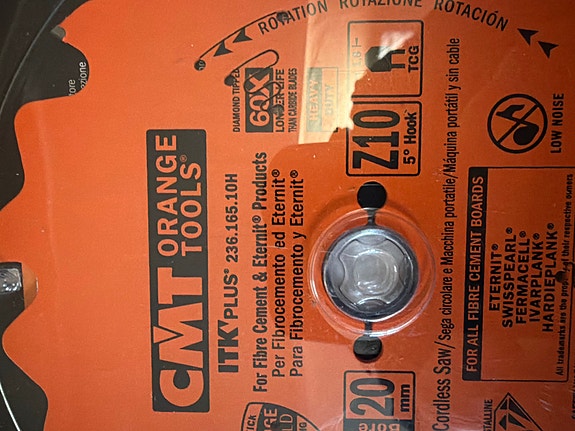 ROTATION ROTAZIONE ROTACIÓN
DIAMOND TIPPED
60X
LONGER LIFE
THAN CARBIDE BLADES
HEAVY
DUTY
TCG
Z10
5° Hook
LOW NOISE
CMT ORANGE
TOOLS®
ITK®PLUS® 236.165.10H
For Fibre Cement & Eternit® Products
Per Fibrocemento ed Eternit®
Para Fibrocemento y Eternit®
20
mm
Bore
Cordless Saw/Sega circolare e Macchina portatile/Máquina portátil y sin cable
FOR ALL FIBRE CEMENT BOARDS
ETERNIT®
SWISSPEARL®
FERMACELL®
IVARPLANK®
HARDIEPLANK®
All trademarks are the property of their respective owners